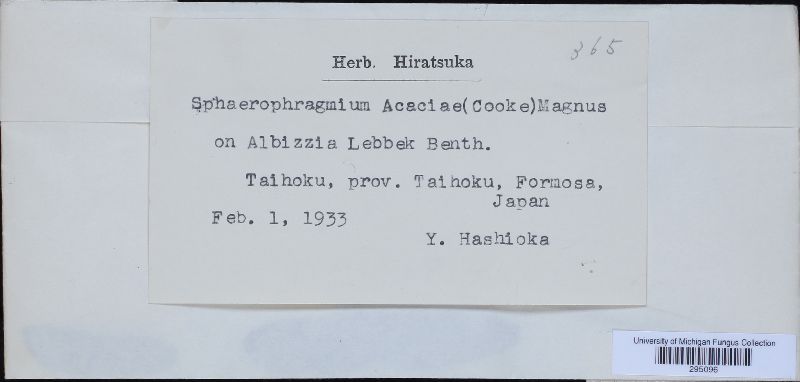 365
Herb. Hiratsuka
Sphaerophragmium Acaciae(Cooke)Magnus
on Albizzia Lebbek Benth.
Taihoku, prov. Taihoku, Formosa,
Japan
Feb. 1, 1933
Y. Hashioka
University of Michigan Fungus Collection
295096